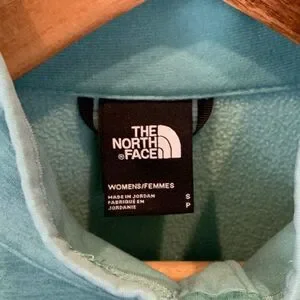 THE
NORTH
FACE
®
WOMENS/FEMMES
MADE IN JORDAN
FABRIQUÉ EN
JORDANIE
S
P